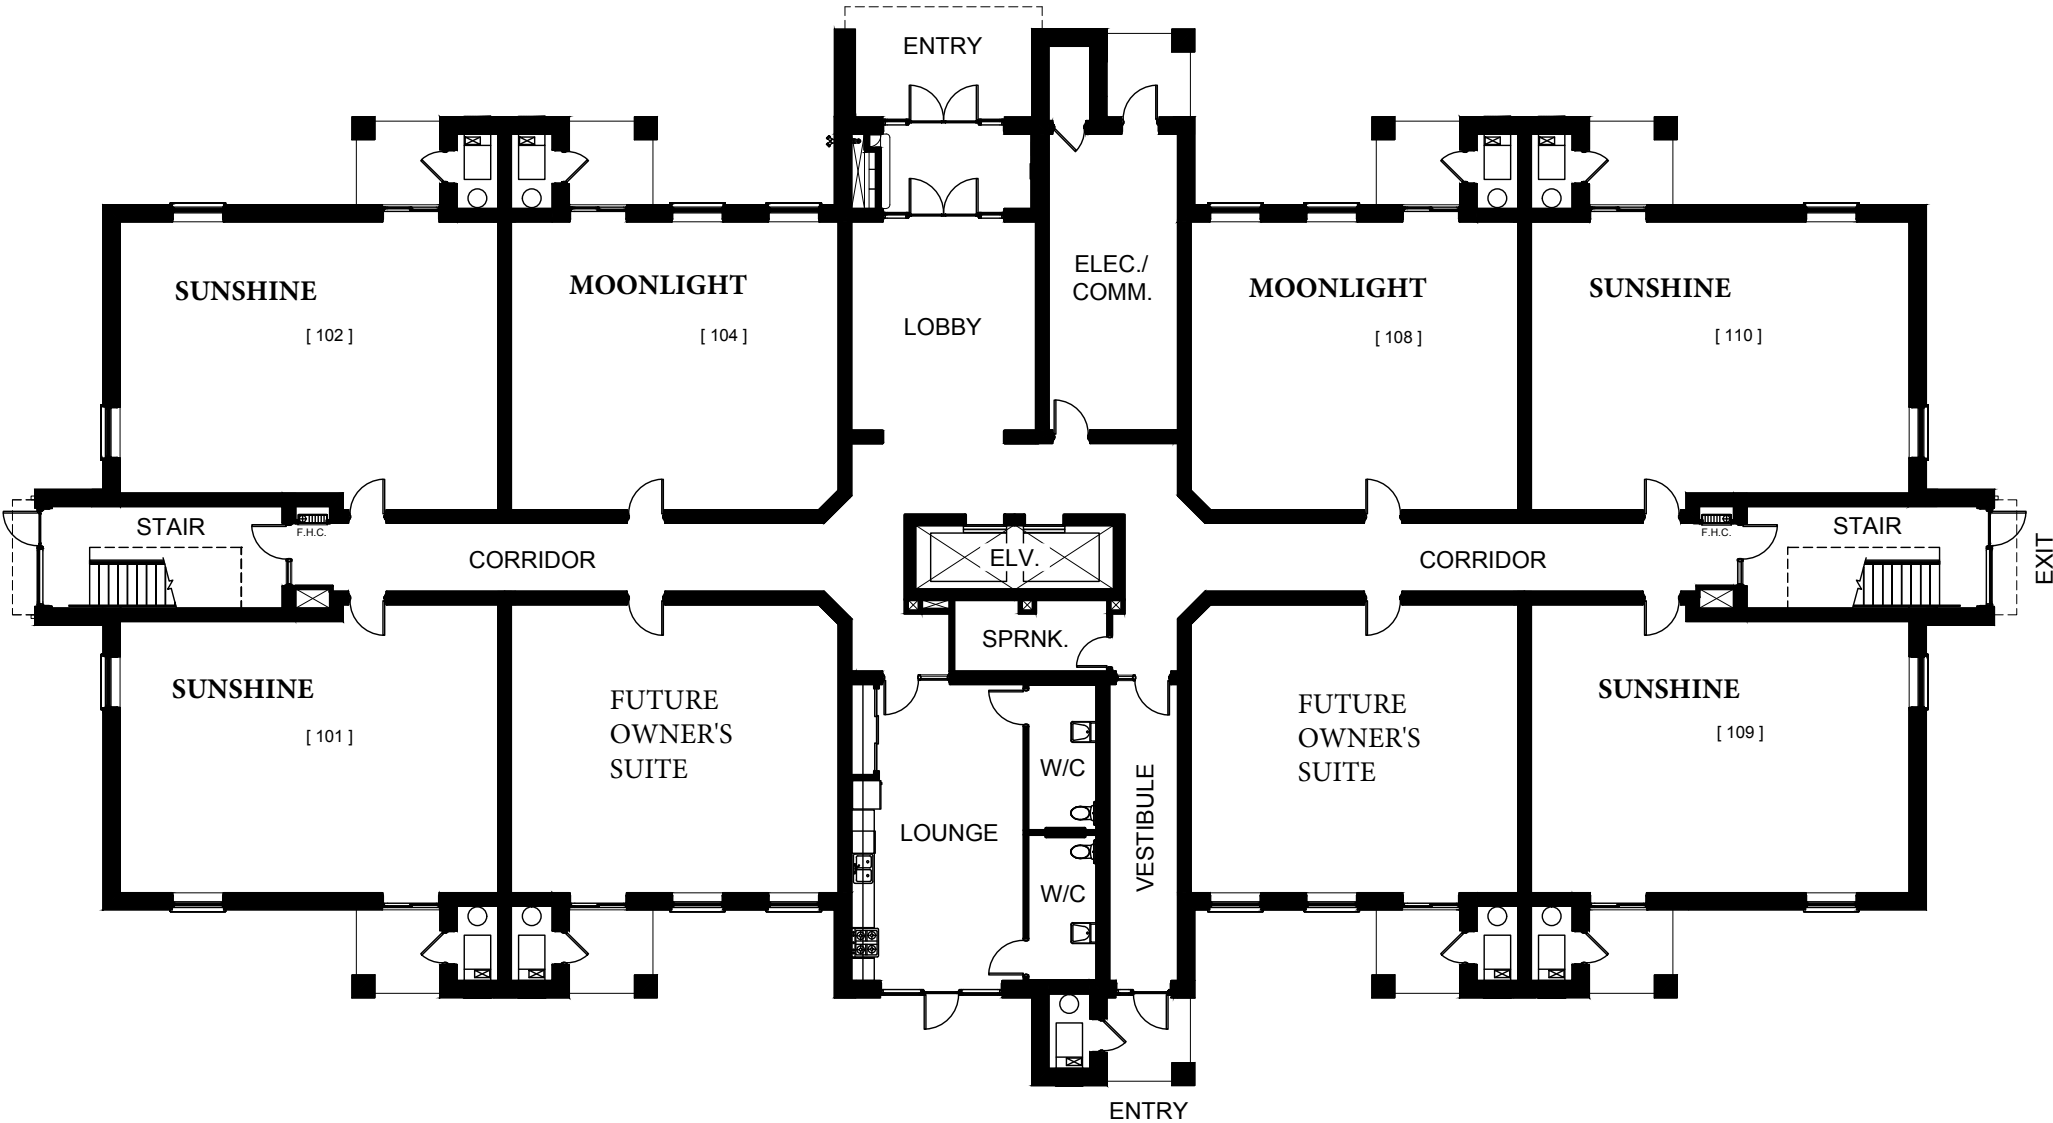 ENTRY
SUNSHINE
[ 102 ]
MOONLIGHT
[ 104 ]
LOBBY
ELEC./
COMM.
MOONLIGHT
[ 108 ]
SUNSHINE
[ 110 ]
STAIR
F.H.C.
CORRIDOR
ELV.
CORRIDOR
F.H.C.
STAIR
EXIT
SPRNK.
SUNSHINE
[ 101 ]
FUTURE
OWNER'S
SUITE
LOUNGE
W/C
W/C
VESTIBULE
FUTURE
OWNER'S
SUITE
SUNSHINE
[ 109 ]
ENTRY